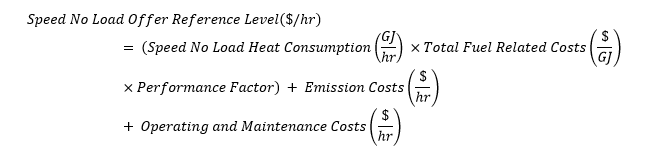 Speed No Load Offer Reference Level($/hr)
= (Speed No Load Heat Consumption (GJ/hr) × Total Fuel Related Costs ($/GJ)
× Performance Factor) + Emission Costs ($/hr)
+ Operating and Maintenance Costs ($/hr)